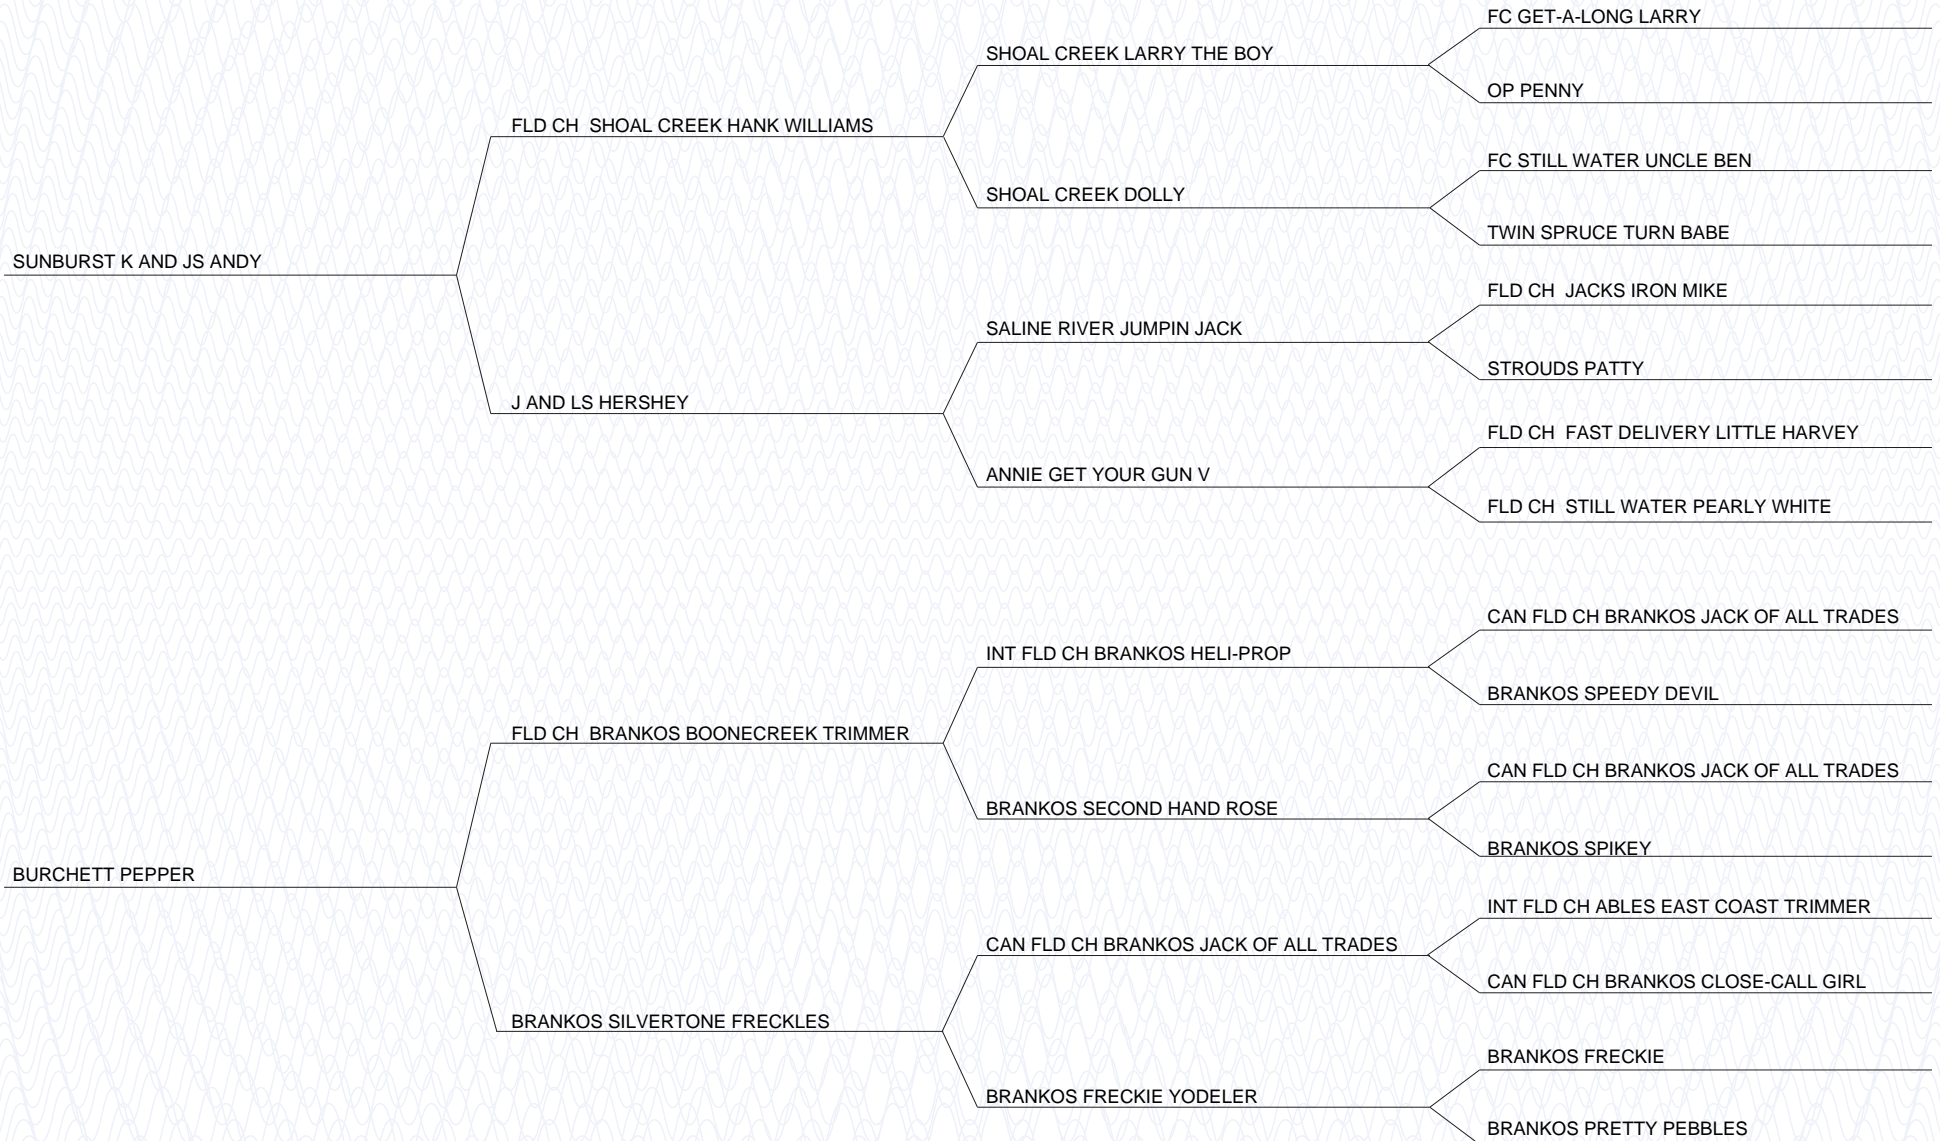 FC GET-A-LONG LARRY
SHOAL CREEK LARRY THE BOY
OP PENNY
FLD CH  SHOAL CREEK HANK WILLIAMS
FC STILL WATER UNCLE BEN
SHOAL CREEK DOLLY
TWIN SPRUCE TURN BABE
SUNBURST K AND JS ANDY
FLD CH  JACKS IRON MIKE
SALINE RIVER JUMPIN JACK
STROUDS PATTY
J AND LS HERSHEY
FLD CH  FAST DELIVERY LITTLE HARVEY
ANNIE GET YOUR GUN V
FLD CH  STILL WATER PEARLY WHITE
CAN FLD CH BRANKOS JACK OF ALL TRADES
INT FLD CH BRANKOS HELI-PROP
BRANKOS SPEEDY DEVIL
FLD CH  BRANKOS BOONECREEK TRIMMER
CAN FLD CH BRANKOS JACK OF ALL TRADES
BRANKOS SECOND HAND ROSE
BRANKOS SPIKEY
BURCHETT PEPPER
INT FLD CH ABLES EAST COAST TRIMMER
CAN FLD CH BRANKOS JACK OF ALL TRADES
CAN FLD CH BRANKOS CLOSE-CALL GIRL
BRANKOS SILVERTONE FRECKLES
BRANKOS FRECKIE
BRANKOS FRECKIE YODELER
BRANKOS PRETTY PEBBLES